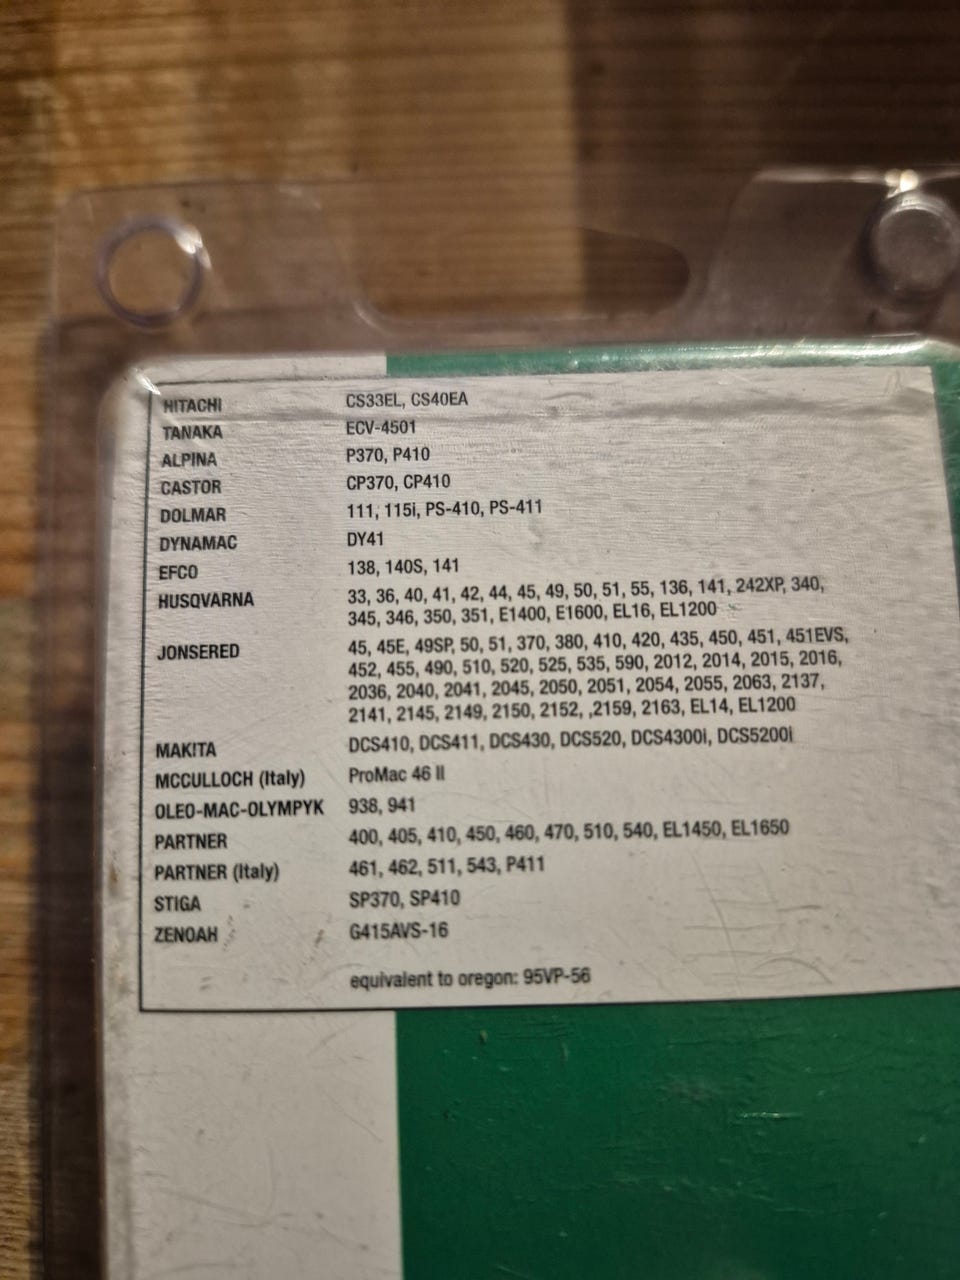 HITACHI CS33EL, CS40EA
TANAKA ECV-4501
ALPINA P370, P410
CASTOR CP370, CP410
DOLMAR 111, 115i, PS-410, PS-411
DYNAMAC DY41
EFCO 138, 140S, 141
HUSQVARNA 33, 36, 40, 41, 42, 44, 45, 49, 50, 51, 55, 136, 141, 242XP, 340,
345, 346, 350, 351, E1400, E1600, EL16, EL1200
JONSERED 45, 45E, 49SP, 50, 51, 370, 380, 410, 420, 435, 450, 451, 451EVS,
452, 455, 490, 510, 520, 525, 535, 590, 2012, 2014, 2015, 2016,
2036, 2040, 2041, 2045, 2050, 2051, 2054, 2055, 2063, 2137,
2141, 2145, 2149, 2150, 2152, ,2159, 2163, EL14, EL1200
MAKITA DCS410, DCS411, DCS430, DCS520, DCS4300i, DCS5200i
MCCULLOCH (Italy) ProMac 46 II
OLEO-MAC-OLYMPYK 938, 941
PARTNER 400, 405, 410, 450, 460, 470, 510, 540, EL1450, EL1650
PARTNER (Italy) 461, 462, 511, 543, P411
STIGA SP370, SP410
ZENOAH G415AVS-16
equivalent to oregon: 95VP-56